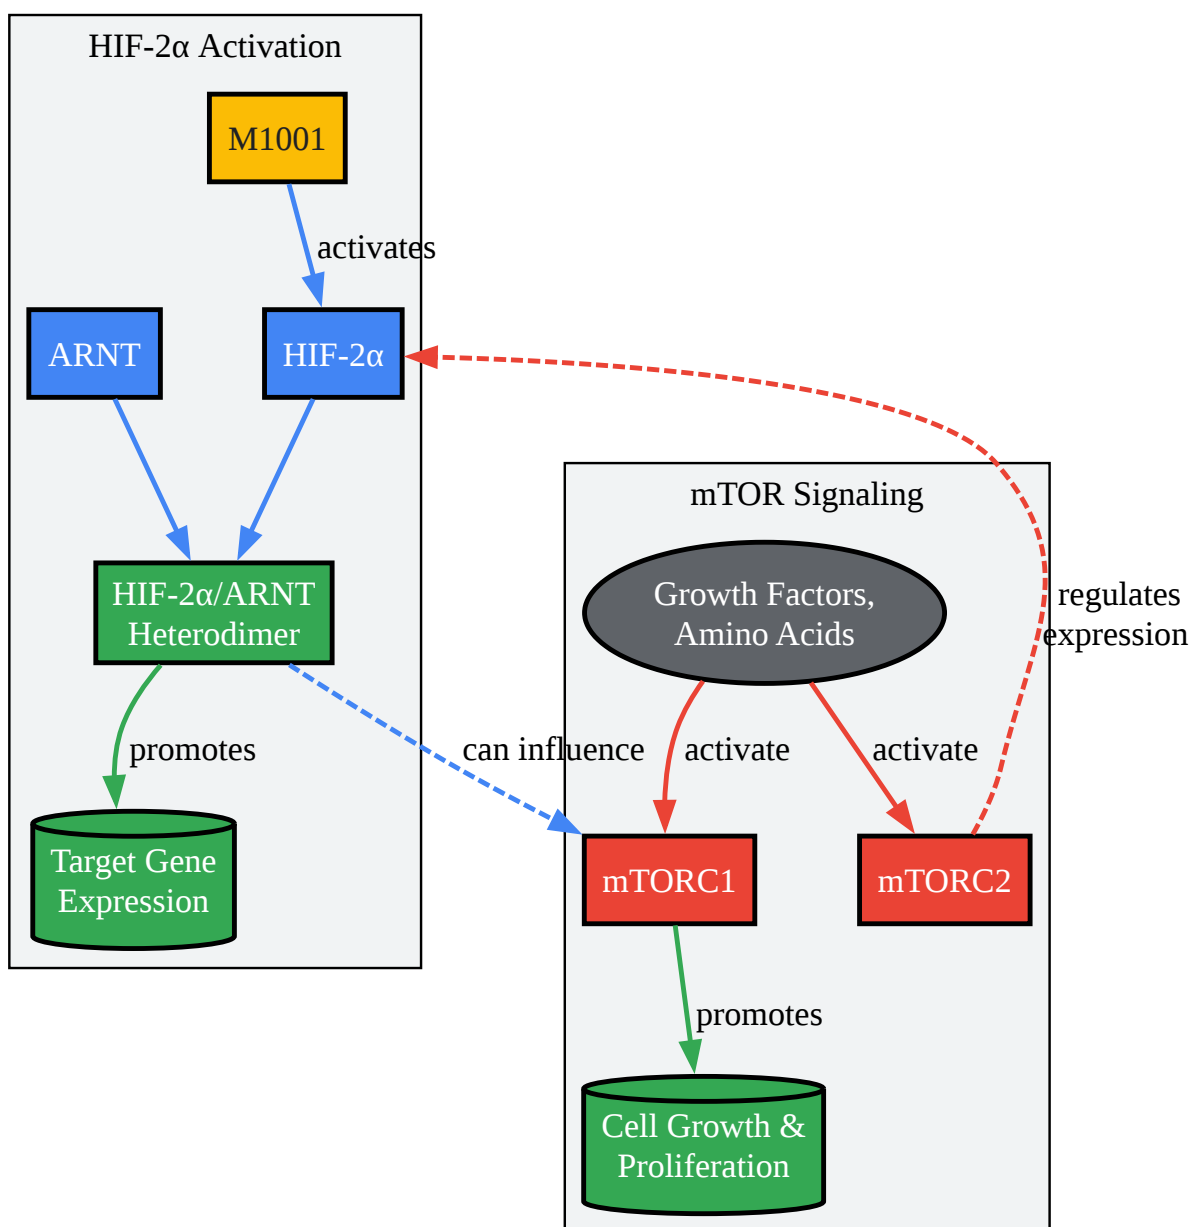 HIF-2α Activation
M1001
activates
ARNT
HIF-2α
HIF-2α/ARNT
Heterodimer
promotes
Target Gene
Expression
can influence
mTOR Signaling
Growth Factors,
Amino Acids
regulates
expression
activate
activate
mTORC1
mTORC2
promotes
Cell Growth &
Proliferation